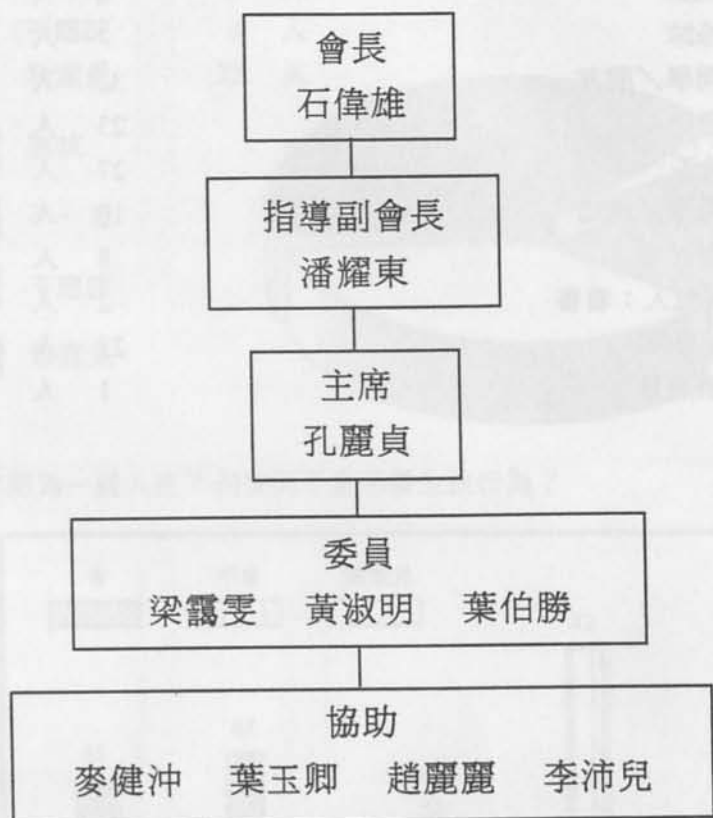 會長
石偉雄
指導副會長
潘耀東
主席
孔麗貞
委員
梁靄雯 黃淑明 葉伯勝
協助
麥健沖 葉玉卿 趙麗麗 李沛兒